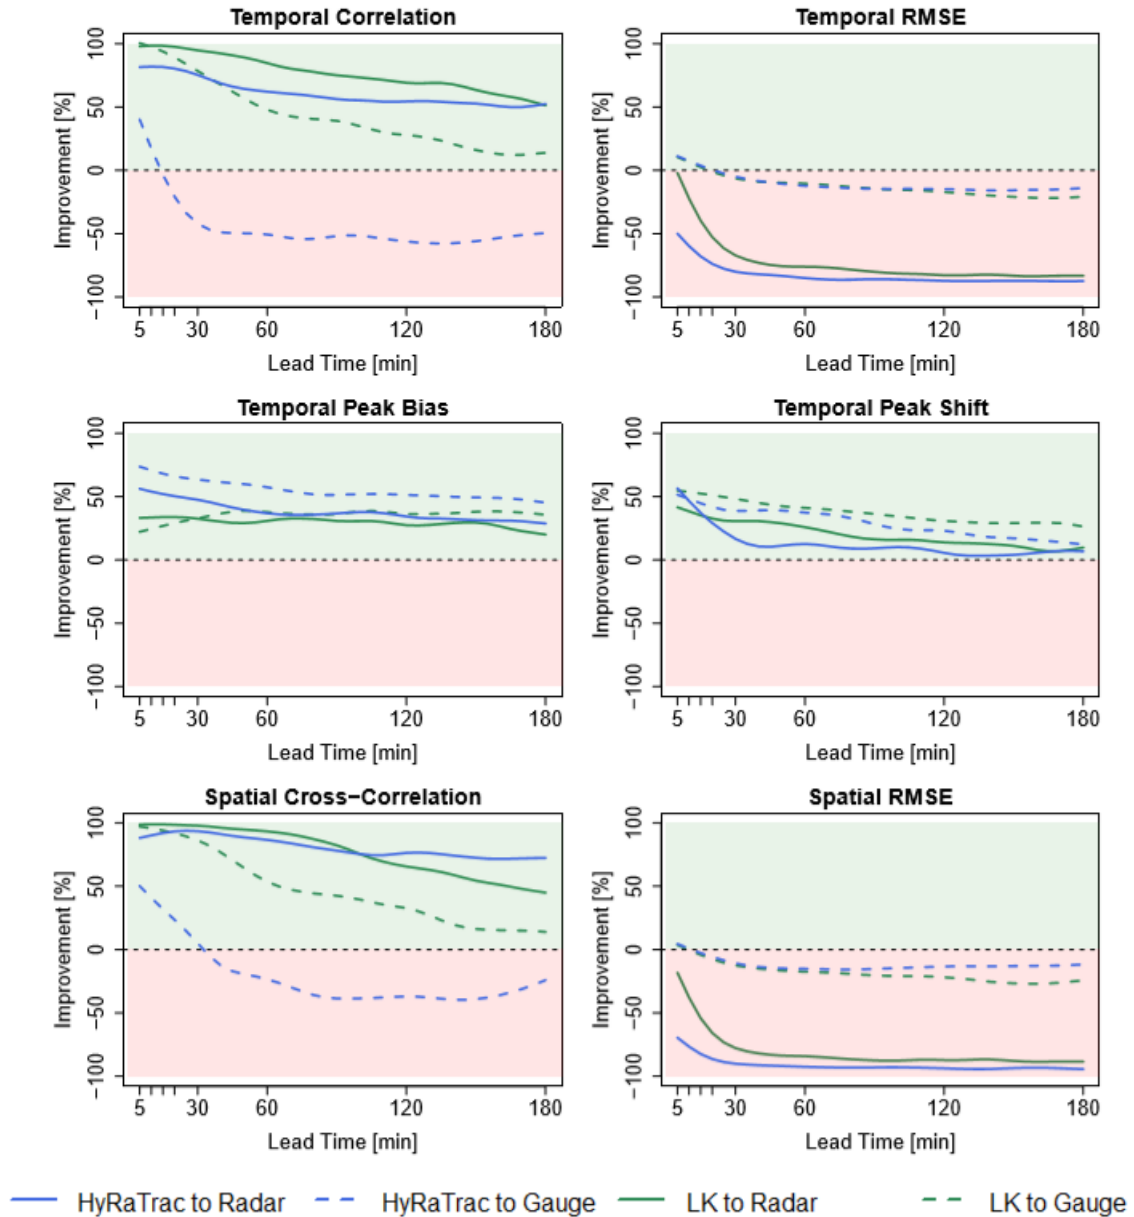 Temporal Correlation
Improvement [%]
100
50
0
−50
−100
5 30 60 120 180
Lead Time [min]
Temporal RMSE
Improvement [%]
100
50
0
−50
−100
5 30 60 120 180
Lead Time [min]
Temporal Peak Bias
Improvement [%]
100
50
0
−50
−100
5 30 60 120 180
Lead Time [min]
Temporal Peak Shift
Improvement [%]
100
50
0
−50
−100
5 30 60 120 180
Lead Time [min]
Spatial Cross−Correlation
Improvement [%]
100
50
0
−50
−100
5 30 60 120 180
Lead Time [min]
Spatial RMSE
Improvement [%]
100
50
0
−50
−100
5 30 60 120 180
Lead Time [min]
HyRaTrac to Radar HyRaTrac to Gauge LK to Radar LK to Gauge